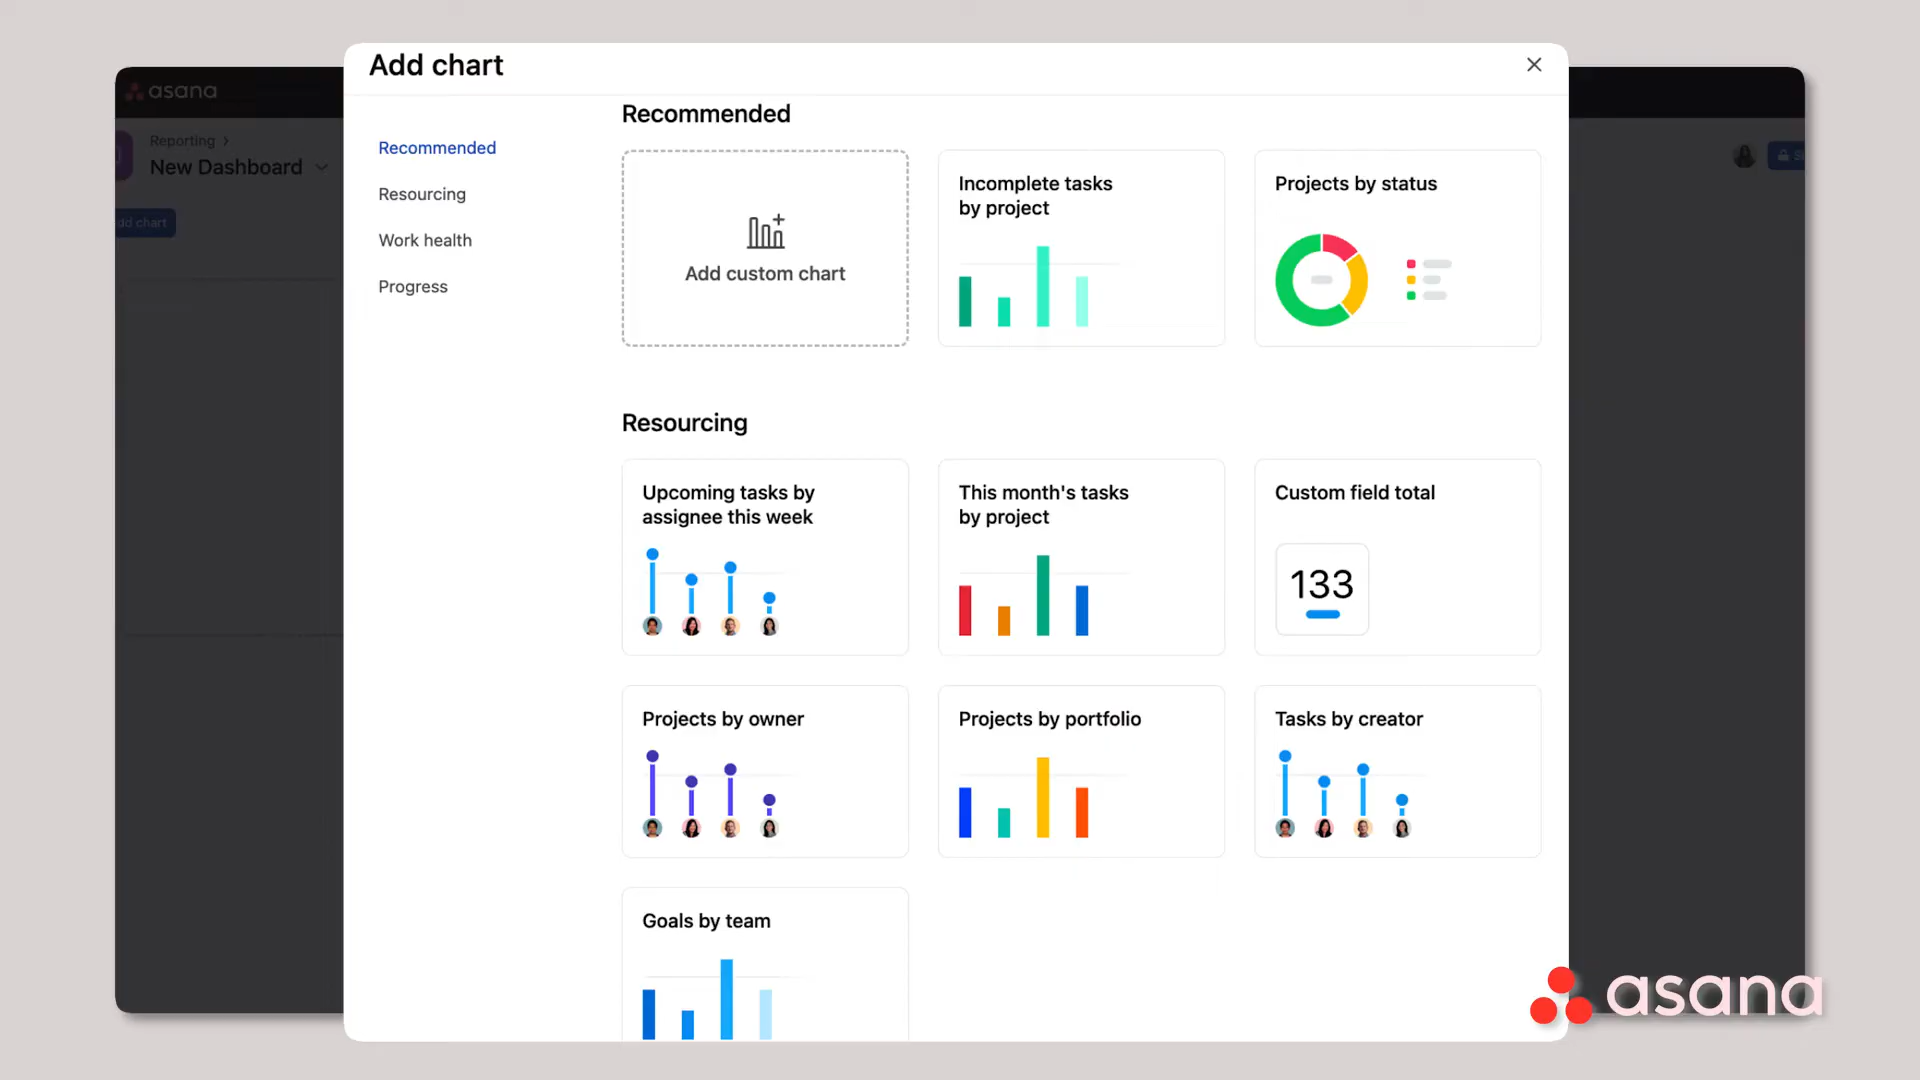 Add chart
asana
Reporting
New Dashboard
Add chart
Recommended
Resourcing
Work health
Progress
Recommended
Add custom chart
Incomplete tasks
by project
Projects by status
Resourcing
Upcoming tasks by
assignee this week
This month's tasks
by project
Custom field total
133
Projects by owner
Projects by portfolio
Tasks by creator
Goals by team
asana